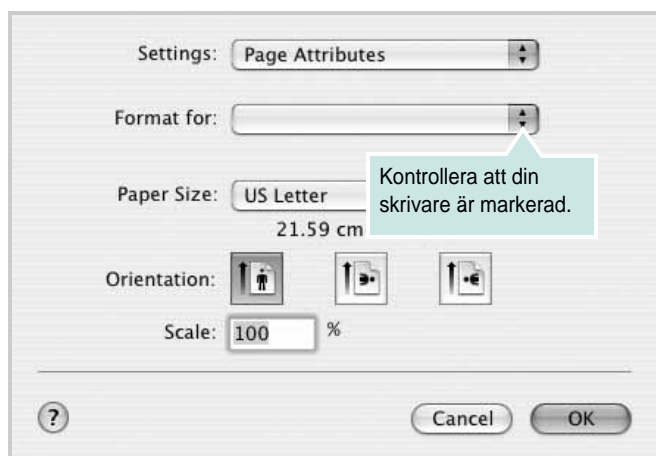 Settings: Page Attributes
Format for:
Paper Size: US Letter
21.59 cm
Kontrollera att din
skrivare är markerad.
Orientation:
Scale: 100 %
? Cancel OK